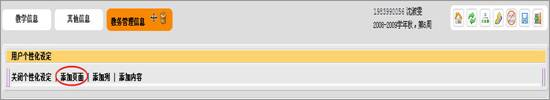 教学信息 其他信息 教务管理信息 1983990056 沈淑雯
2008-2009学年秋，第8周
用户个性化设定
关闭个性化设定 | 添加页面 | 添加列 | 添加内容